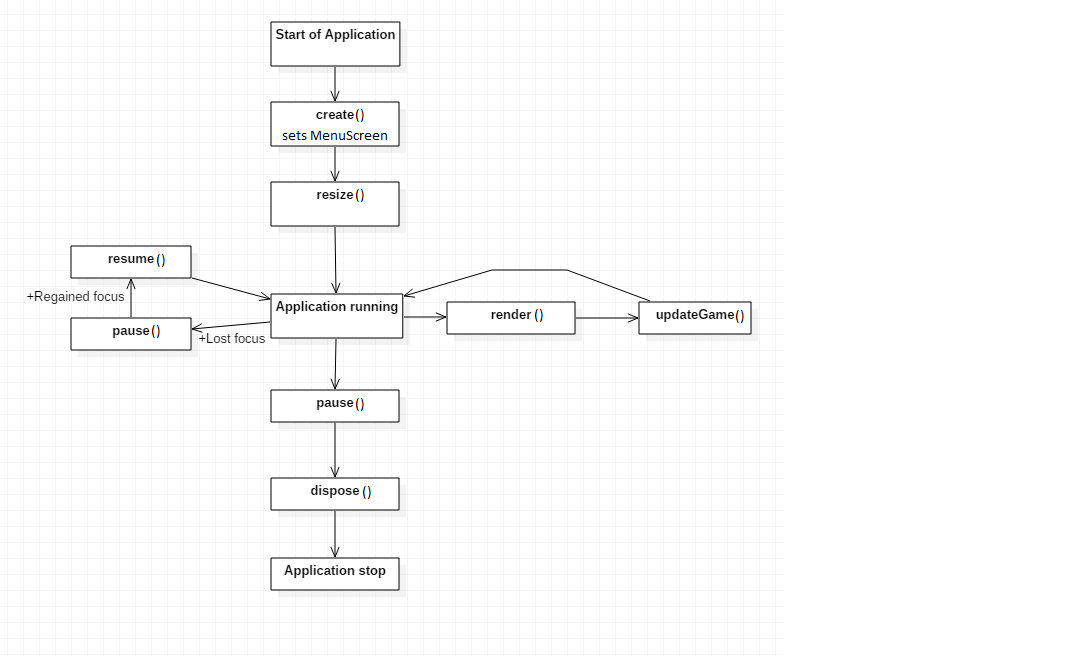 Start of Application
create()
sets MenuScreen
resize()
resume()
+Regained focus
Application running
render ()
updateGame()
pause()
+Lost focus
pause()
dispose ()
Application stop